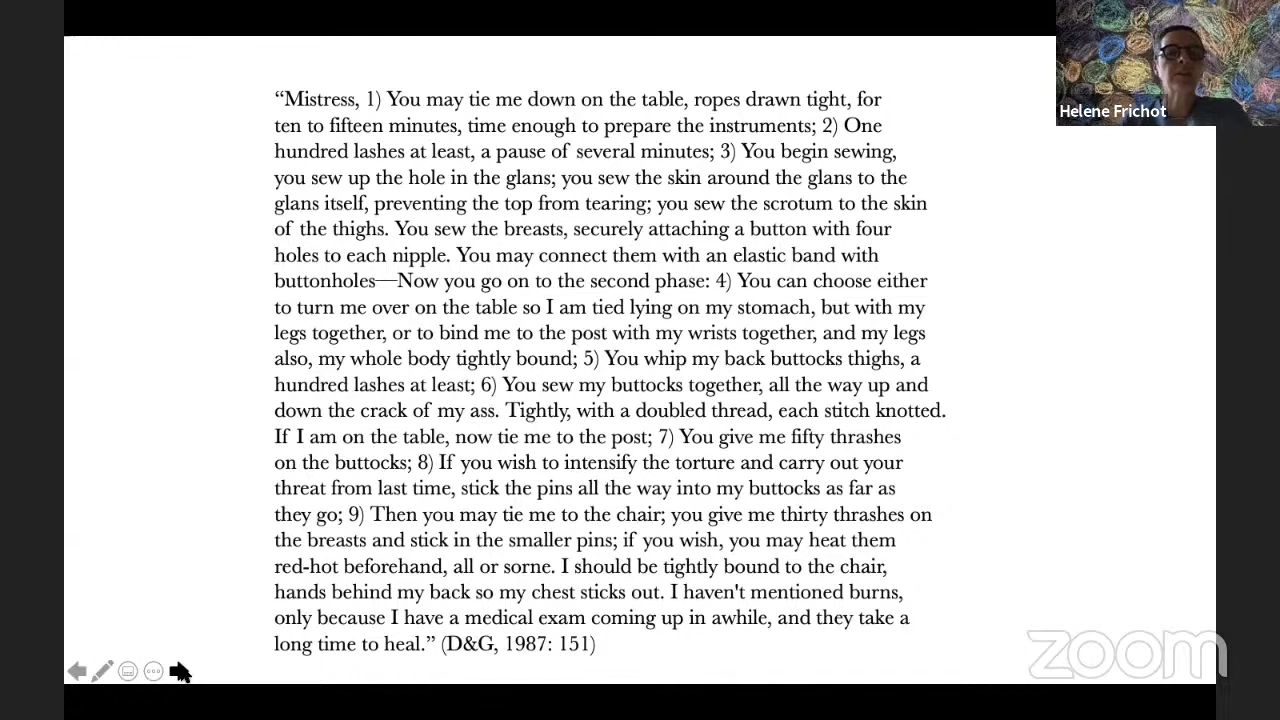 Helene Frichot
“Mistress, 1) You may tie me down on the table, ropes drawn tight, for
ten to fifteen minutes, time enough to prepare the instruments; 2) One
hundred lashes at least, a pause of several minutes; 3) You begin sewing,
you sew up the hole in the glans; you sew the skin around the glans to the
glans itself, preventing the top from tearing; you sew the scrotum to the skin
of the thighs. You sew the breasts, securely attaching a button with four
holes to each nipple. You may connect them with an elastic band with
buttonholes—Now you go on to the second phase: 4) You can choose either
to turn me over on the table so I am tied lying on my stomach, but with my
legs together, or to bind me to the post with my wrists together, and my legs
also, my whole body tightly bound; 5) You whip my back buttocks thighs, a
hundred lashes at least; 6) You sew my buttocks together, all the way up and
down the crack of my ass. Tightly, with a doubled thread, each stitch knotted.
If I am on the table, now tie me to the post; 7) You give me fifty thrashes
on the buttocks; 8) If you wish to intensify the torture and carry out your
threat from last time, stick the pins all the way into my buttocks as far as
they go; 9) Then you may tie me to the chair; you give me thirty thrashes on
the breasts and stick in the smaller pins; if you wish, you may heat them
red-hot beforehand, all or sorne. I should be tightly bound to the chair,
hands behind my back so my chest sticks out. I haven't mentioned burns,
only because I have a medical exam coming up in awhile, and they take a
long time to heal.” (D&G, 1987: 151)
zoom